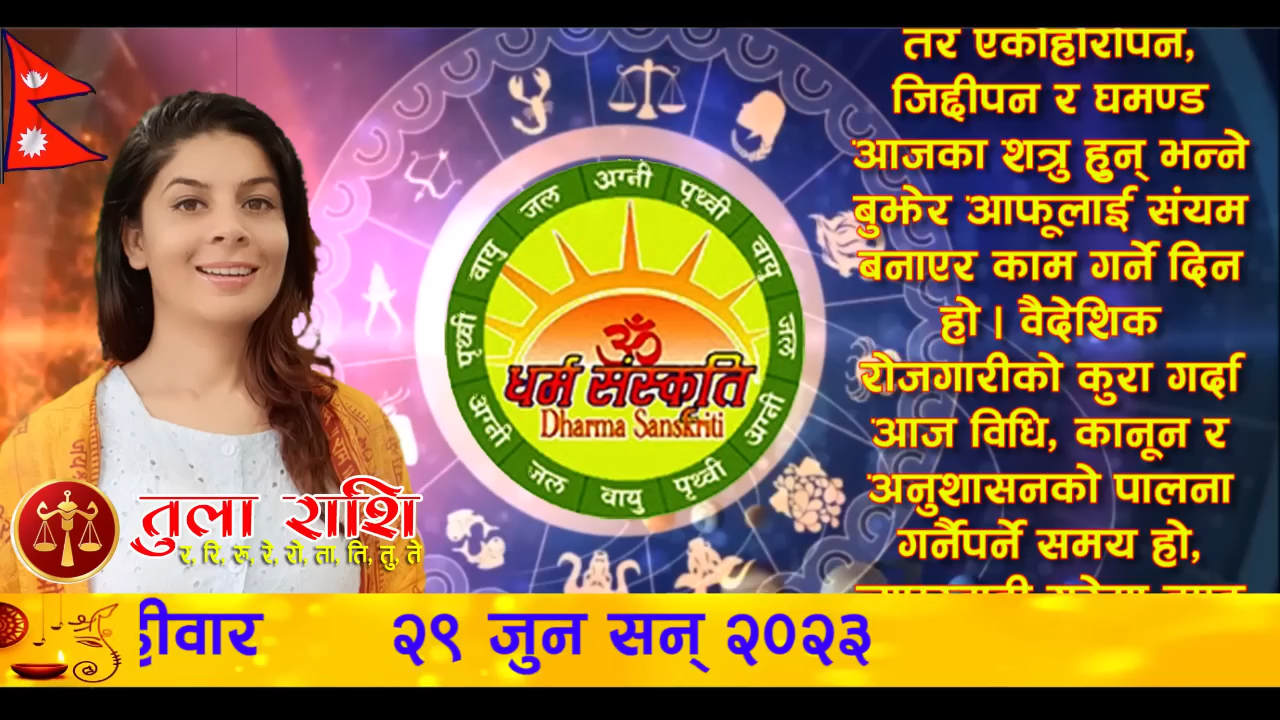 तर एकोहोरोपन,
जिद्दीपन र घमण्ड
आजका शत्रु हुन् भन्ने
बुझेर आफूलाई संयम
बनाएर काम गर्ने दिन
हो । वैदेशिक
रोजगारीको कुरा गर्दा
आज विधि, कानून र
अनुशासनको पालना
गर्नैपर्ने समय हो,
अग्नी
पृथ्वी
वायु
जल
अग्नी
पृथ्वी
वायु
जल
अग्नी
पृथ्वी
वायु
जल
ॐ
धर्म संस्कृति
Dharma Sanskriti
तुला राशि
र, रि, रू, रे, रो, ता, ति, तु, ते
२९ जुन सन् २०२३